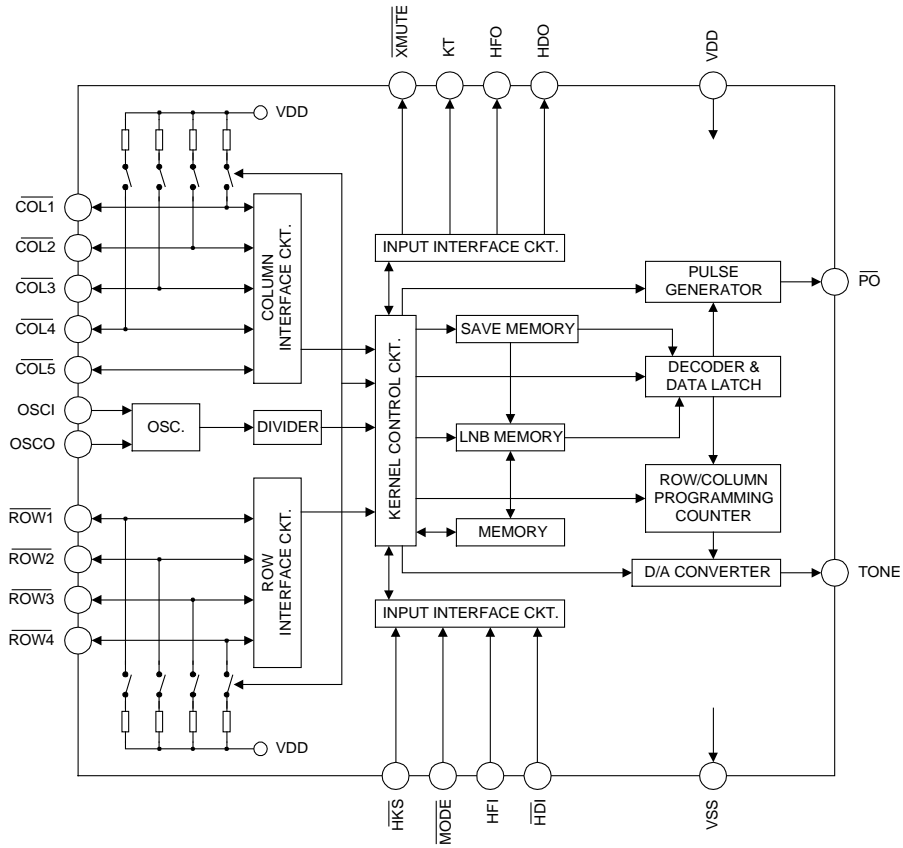 XMUTE
KT
HFO
HDO
VDD
VDD
COL1
COL2
COL3
COL4
COL5
OSCI
OSCO
ROW1
ROW2
ROW3
ROW4
COLUMN
INTERFACE CKT.
OSC.
DIVIDER
ROW
INTERFACE CKT.
VDD
INPUT INTERFACE CKT.
KERNEL CONTROL CKT.
SAVE MEMORY
LNB MEMORY
MEMORY
INPUT INTERFACE CKT.
PULSE
GENERATOR
DECODER &
DATA LATCH
ROW/COLUMN
PROGRAMMING
COUNTER
D/A CONVERTER
PO
TONE
HKS
MODE
HFI
HDI
VSS